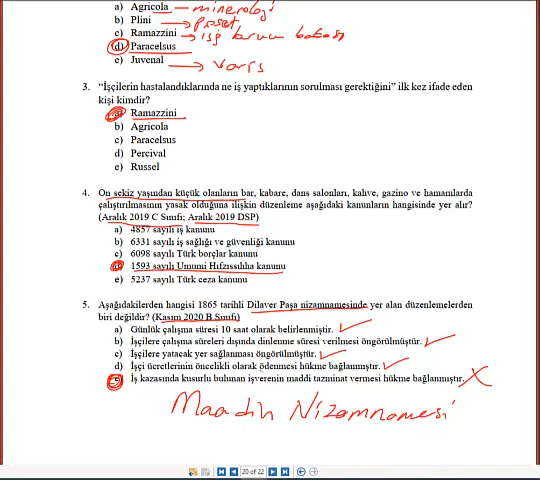 a) Agricola — mineroloji
b) Plini → preset
c) Ramazzini → isg kurucu babası
d) Paracelsus
e) Juvenal → varis
3. “İşçilerin hastalandıklarında ne iş yaptıklarının sorulması gerektiğini” ilk kez ifade eden
kişi kimdir?
a) Ramazzini
b) Agricola
c) Paracelsus
d) Percival
e) Russel
4. On sekiz yaşından küçük olanların bar, kabare, dans salonları, kahve, gazino ve hamamlarda
çalıştırılmasının yasak olduğuna ilişkin düzenleme aşağıdaki kanunların hangisinde yer alır?
(Aralık 2019 C Sınıfı; Aralık 2019 DSP)
a) 4857 sayılı iş kanunu
b) 6331 sayılı iş sağlığı ve güvenliği kanunu
c) 6098 sayılı Türk borçlar kanunu
d) 1593 sayılı Umumi Hıfzıssıhha kanunu
e) 5237 sayılı Türk ceza kanunu
5. Aşağıdakilerden hangisi 1865 tarihli Dilaver Paşa nizamnamesinde yer alan düzenlemelerden
biri değildir? (Kasım 2020 B Sınıfı)
a) Günlük çalışma süresi 10 saat olarak belirlenmiştir.
b) İşçilere çalışma süreleri dışında dinlenme süresi verilmesi öngörülmüştür.
c) İşçilere yatacak yer sağlanması öngörülmüştür.
d) İşçi ücretlerinin öncelikli olarak ödenmesi hükme bağlanmıştır.
e) İş kazasında kusurlu bulunan işverenin maddi tazminat vermesi hükme bağlanmıştır.
Maadin Nizamnamesi
20 of 22